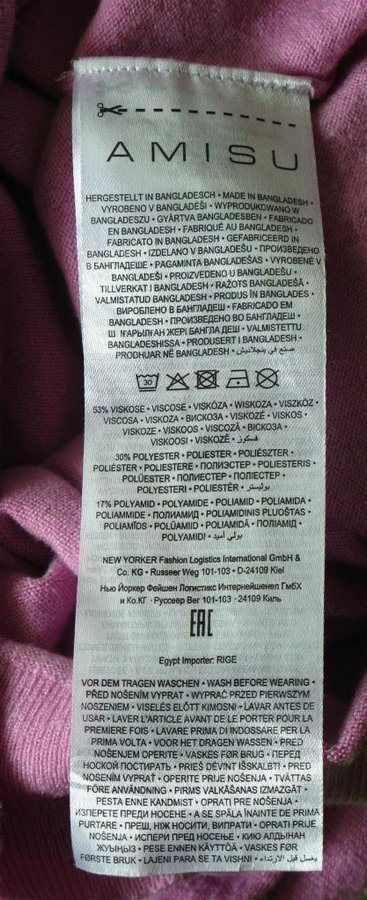 AMISU
HERGESTELLT IN BANGLADESCH • MADE IN BANGLADESH •
VYROBENO V BANGLADÉŠI • WYPRODUKOWANO W
BANGLADESZU • GYÁRTVA BANGLADESBEN • FABRICADO
EN BANGLADESH • FABRIQUÉ AU BANGLADESH •
FABRICATO IN BANGLADESH • GEFABRICEERD IN
BANGLADESH • IZDELANO V BANGLADEŠU • ПРОИЗВЕДЕНО
В БАНГЛАДЕШЕ • PAGAMINTA BANGLADEŠAS • VYROBENÉ V
BANGLADÉŠI • PROIZVEDENO U BANGLADEŠU •
TILLVERKAT I BANGLADESH • RAŽOTS BANGLADEŠĀ •
VALMISTATUD BANGLADESH • PRODUS ÎN BANGLADES •
ВИРОБЛЕНО В БАНГЛАДЕШ • FABRICADO EM
BANGLADESH • ПРОИЗВЕДЕНО ВО БАНГЛАДЕШ •
ШЫҒАРЫЛҒАН ЖЕРІ БАНГЛАДЕШ • VALMISTETTU
BANGLADESHISSA • PRODUSERT I BANGLADESH •
PRODHUAR NË BANGLADESH • صنع في بنجلاديش
30
53% VISKOSE • VISCOSE • VISKÓZA • WISKOZA • VISZKÓZ •
VISCOSA • VISKOZA • ВИСКОЗА • VISKOZĖ • VISKOS •
VISKOZE • VISKOOS • VISCOZĂ • ВІСКОЗА •
VISKOOSI • VISKOZË • فسكوز
30% POLYESTER • POLIESTER • POLIÉSZTER •
POLIÉSTER • POLIESTERE • ПОЛИЭСТЕР • POLIESTERIS •
POLÜESTER • ПОЛІЕСТЕР • ПОЛИЕСТЕР •
POLYESTERI • POLIESTËR • بوليستر
17% POLYAMID • POLYAMIDE • POLIAMID • POLIAMIDA •
POLIAMMIDE • ПОЛИАМИД • POLIAMIDINIS PLUOŠTAS •
POLIAMĪDS • POLÜAMIID • POLIAMIDĂ • ПОЛІАМІД •
POLYAMIDI • بولي أميد
NEW YORKER Fashion Logistics International GmbH &
Co. KG • Russeer Weg 101-103 • D-24109 Kiel
Нью Йоркер Фейшен Логистикс Интернейшенел ГмбХ
и Ко.КГ • Руссеер Вег 101-103 • 24109 Киль
EAC
Egypt Importer: RIGE
VOR DEM TRAGEN WASCHEN • WASH BEFORE WEARING •
PŘED NOŠENÍM VYPRAT • WYPRAĆ PRZED PIERWSZYM
NOSZENIEM • VISELÉS ELŐTT KIMOSNI • LAVAR ANTES DE
USAR • LAVER L'ARTICLE AVANT DE LE PORTER POUR LA
PREMIERE FOIS • LAVARE PRIMA DI INDOSSARE PER LA
PRIMA VOLTA • VOOR HET DRAGEN WASSEN • PRED
NOŠENJEM OPERITE • VASKES FØR BRUG • ПЕРЕД
НОСКОЙ ПОСТИРАТЬ • PRIEŠ DĖVINT IŠSKALBTI • PRED
NOSENÍM VYPRAŤ • OPERITE PRIJE NOŠENJA • TVÄTTAS
FÖRE ANVÄNDNING • PIRMS VALKĀŠANAS IZMAZGĀT •
PESTA ENNE KANDMIST • OPRATI PRE NOŠENJA •
ИЗПЕРЕТЕ ПРЕДИ НОСЕНЕ • A SE SPĂLA ÎNAINTE DE PRIMA
PURTARE • ПРЕШ, НІЖ НОСИТИ, ВИПРАТИ • OPRATI PRIJE
NOŠENJA • ИСПЕРИ ПРЕД НОСЕЊЕ • КИЮ АЛДЫНАН
ЖУЫҢЫЗ • PESE ENNEN KÄYTTÖÄ • VASKES FØR
FØRSTE BRUK • LAJENI PARA SE TA VISHNI • يغسل قبل الارتداء